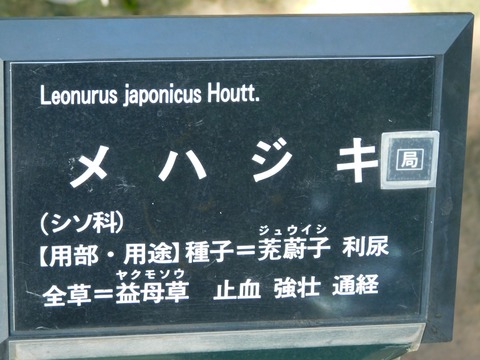 Leonurus japonicus Houtt.
メハジキ 局
(シソ科)
ジュウイシ
【用部・用途】種子=茺蔚子 利尿
ヤクモソウ
全草=益母草 止血 強壮 通経